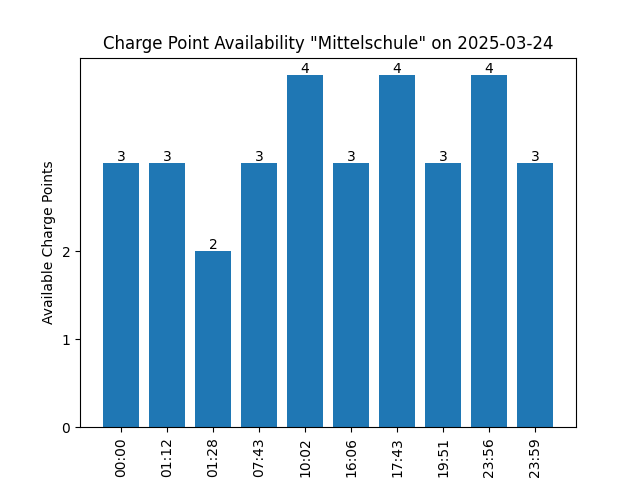 Charge Point Availability "Mittelschule" on 2025-03-24
4 4 4
3 3 3 3 3 3
2
Available Charge Points
2
1
0
00:00 01:12 01:28 07:43 10:02 16:06 17:43 19:51 23:56 23:59